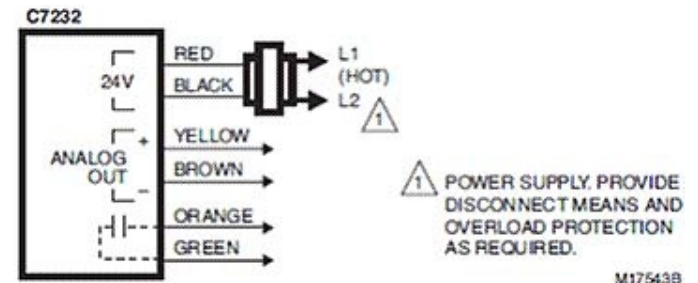 C7232
RED
L1
(HOT)
24V
BLACK
L2
1
YELLOW
+
ANALOG
OUT
BROWN
−
ORANGE
GREEN
1 POWER SUPPLY. PROVIDE
DISCONNECT MEANS AND
OVERLOAD PROTECTION
AS REQUIRED.
M17543B